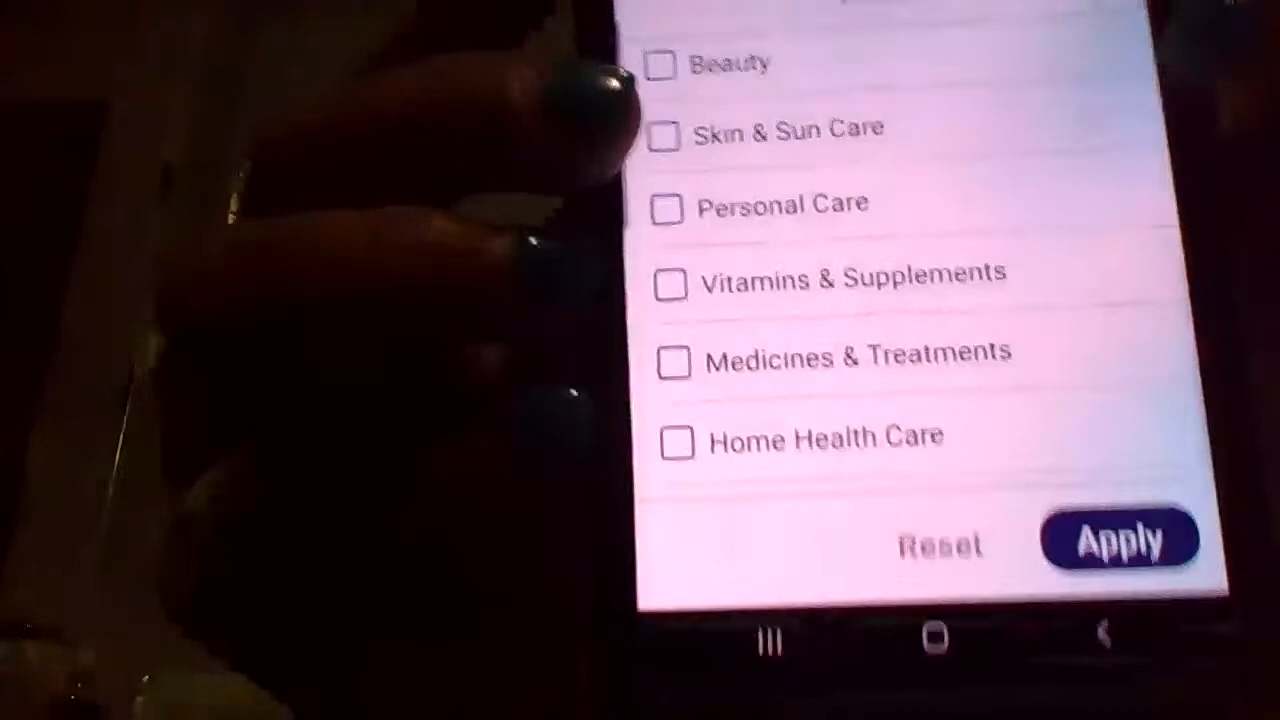 Beauty
Skin & Sun Care
Personal Care
Vitamins & Supplements
Medicines & Treatments
Home Health Care
Reset
Apply